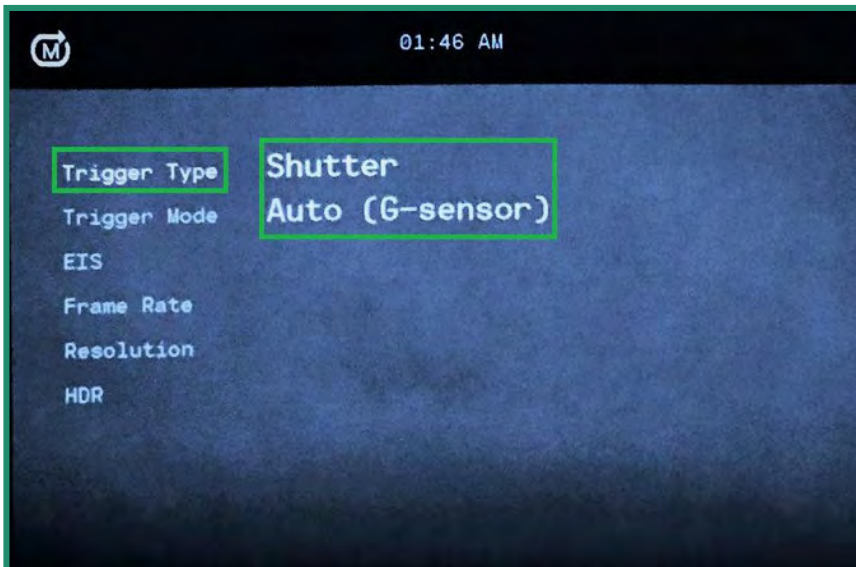 M
01:46 AM
Trigger Type
Shutter
Auto (G-sensor)
Trigger Mode
EIS
Frame Rate
Resolution
HDR